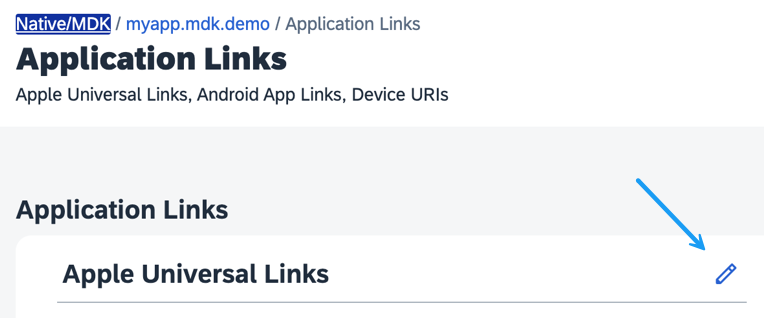 Native/MDK / myapp.mdk.demo / Application Links
Application Links
Apple Universal Links, Android App Links, Device URIs
Application Links
Apple Universal Links